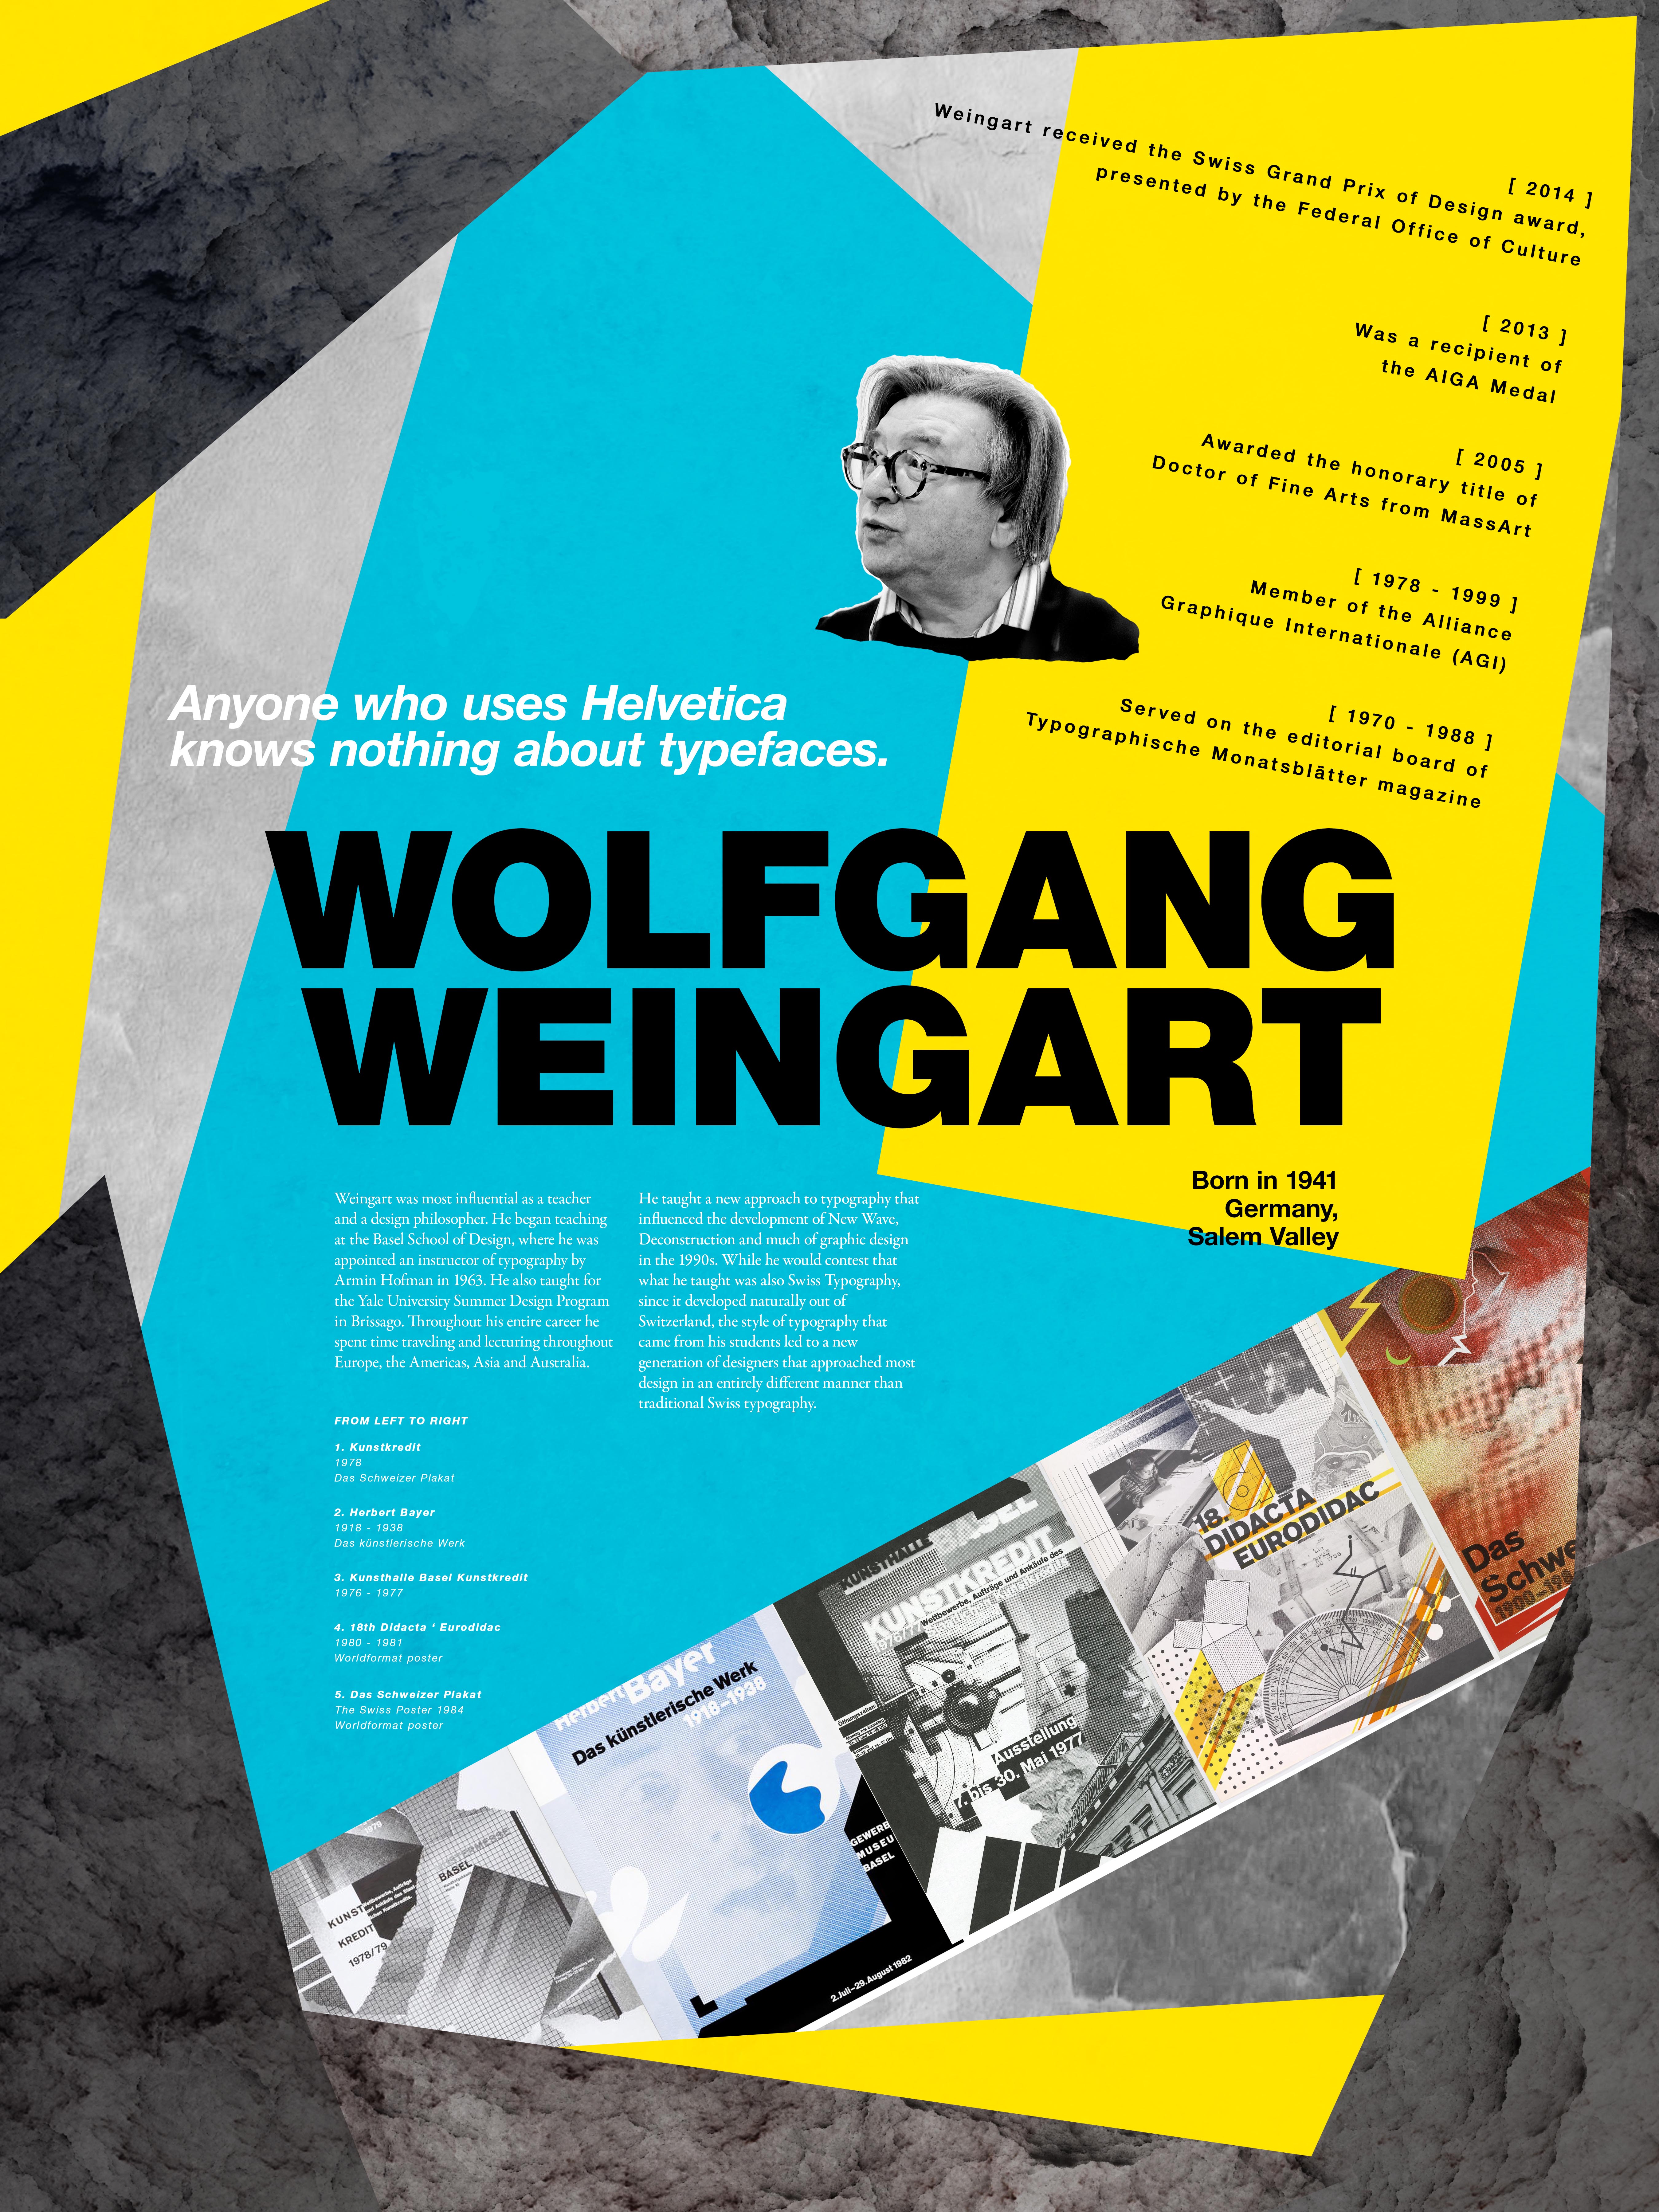 [ 2014 ]
Weingart received the Swiss Grand Prix of Design award,
presented by the Federal Office of Culture
[ 2013 ]
Was a recipient of
the AIGA Medal
[ 2005 ]
Awarded the honorary title of
Doctor of Fine Arts from MassArt
[ 1978 - 1999 ]
Member of the Alliance
Graphique Internationale (AGI)
[ 1970 - 1988 ]
Served on the editorial board of
Typographische Monatsblätter magazine
Anyone who uses Helvetica
knows nothing about typefaces.
WOLFGANG
WEINGART
Born in 1941
Germany,
Salem Valley
Weingart was most influential as a teacher
and a design philosopher. He began teaching
at the Basel School of Design, where he was
appointed an instructor of typography by
Armin Hofman in 1963. He also taught for
the Yale University Summer Design Program
in Brissago. Throughout his entire career he
spent time traveling and lecturing throughout
Europe, the Americas, Asia and Australia.
He taught a new approach to typography that
influenced the development of New Wave,
Deconstruction and much of graphic design
in the 1990s. While he would contest that
what he taught was also Swiss Typography,
since it developed naturally out of
Switzerland, the style of typography that
came from his students led to a new
generation of designers that approached most
design in an entirely different manner than
traditional Swiss typography.
FROM LEFT TO RIGHT
1. Kunstkredit
1978
Das Schweizer Plakat
2. Herbert Bayer
1918 - 1938
Das künstlerische Werk
3. Kunsthalle Basel Kunstkredit
1976 - 1977
4. 18th Didacta ‘ Eurodidac
1980 - 1981
Worldformat poster
5. Das Schweizer Plakat
The Swiss Poster 1984
Worldformat poster
KUNST
KREDIT
1978/79
BASEL
Herbert Bayer
Das künstlerische Werk
1918–1938
GEWERB
MUSEU
BASEL
2.Juli–29.August 1982
KUNSTHALLE BASEL
KUNSTKREDIT
1976/77 Wettbewerbe, Aufträge und Ankäufe des
Staatlichen Kunstkredits
Ausstellung
7. bis 30. Mai 1977
18.
DIDACTA
EURODIDAC
Das
Schwe
1900–198